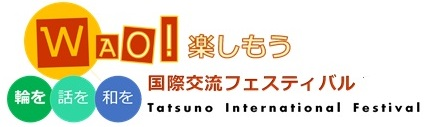 WAO! 楽しもう
輪を 話を 和を
国際交流フェスティバル
Tatsuno International Festival